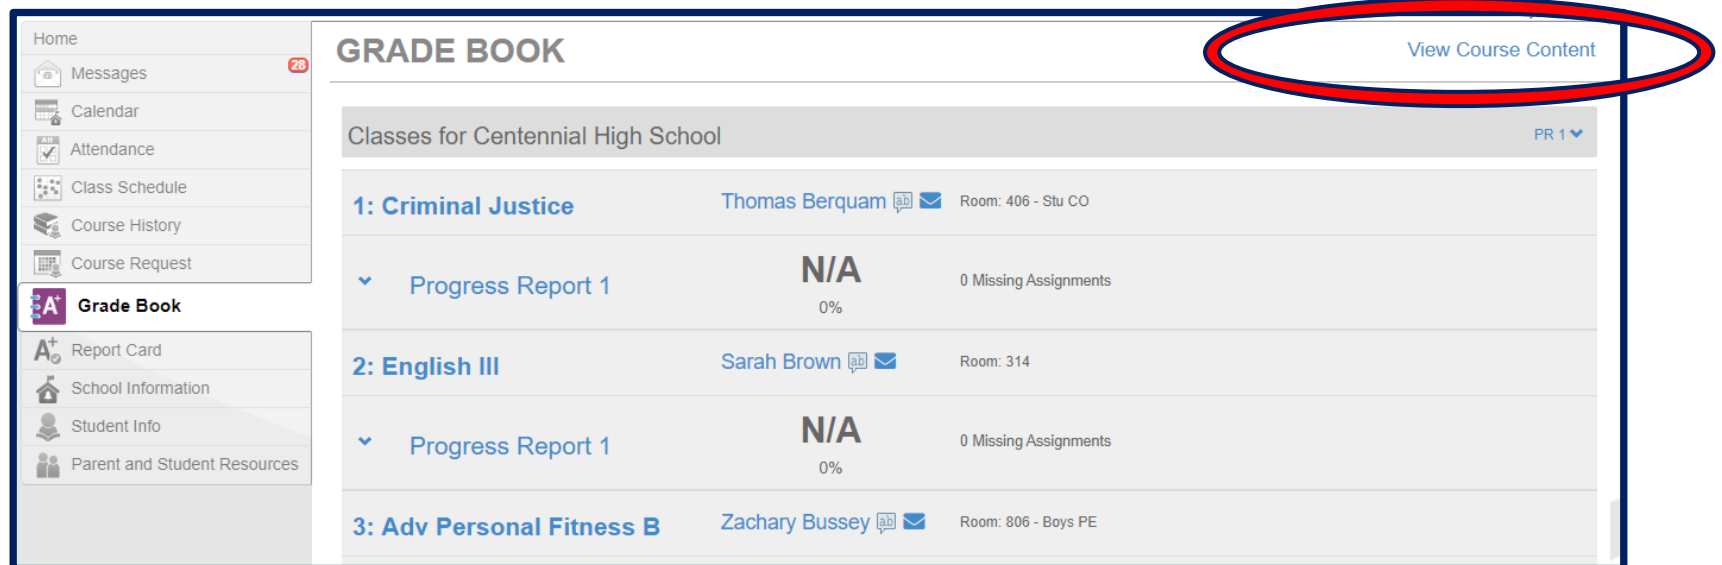 Home
Messages 28
Calendar
Attendance
Class Schedule
Course History
Course Request
Grade Book
Report Card
School Information
Student Info
Parent and Student Resources
GRADE BOOK
View Course Content
Classes for Centennial High School PR 1
1: Criminal Justice Thomas Berquam Room: 406 - Stu CO
Progress Report 1 N/A 0 Missing Assignments
0%
2: English III Sarah Brown Room: 314
Progress Report 1 N/A 0 Missing Assignments
0%
3: Adv Personal Fitness B Zachary Bussey Room: 806 - Boys PE